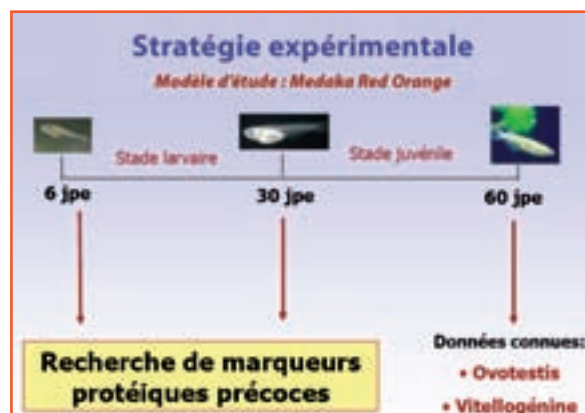 Stratégie expérimentale
Modèle d'étude : Medaka Red Orange
Stade larvaire
Stade juvénile
6 jpe
30 jpe
60 jpe
Recherche de marqueurs
protéiques précoces
Données connues:
• Ovotestis
• Vitellogénine